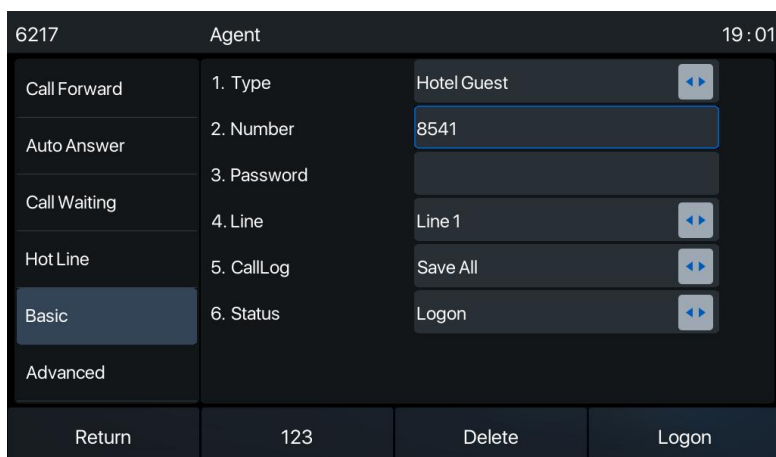 6217 Agent 19:01
Call Forward
Auto Answer
Call Waiting
Hot Line
Basic
Advanced
1. Type Hotel Guest
2. Number 8541
3. Password
4. Line Line 1
5. CallLog Save All
6. Status Logon
Return 123 Delete Logon